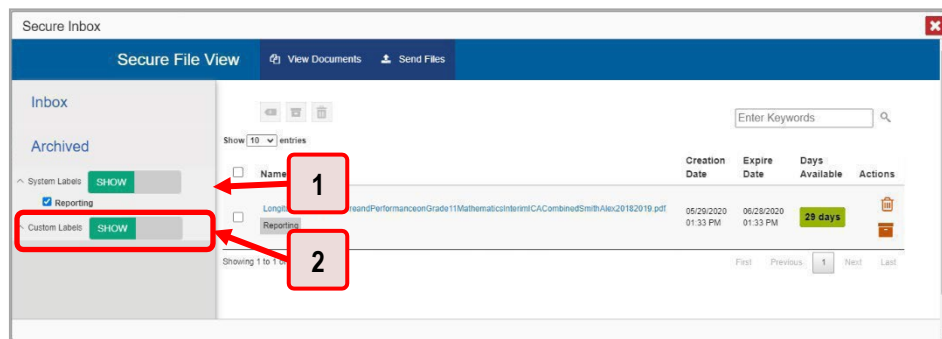 Secure Inbox
Secure File View View Documents Send Files
Inbox
Archived
System Labels SHOW
Reporting
Custom Labels SHOW
Enter Keywords
Show 10 entries
Name Creation Date Expire Date Days Available Actions
andPerformanceonGrade11MathematicsInterimICACombinedSmithAlex20182019.pdf
Reporting
05/29/2020 01:33 PM 06/28/2020 01:33 PM 29 days
Showing 1 to 1 First Previous 1 Next Last
1
2